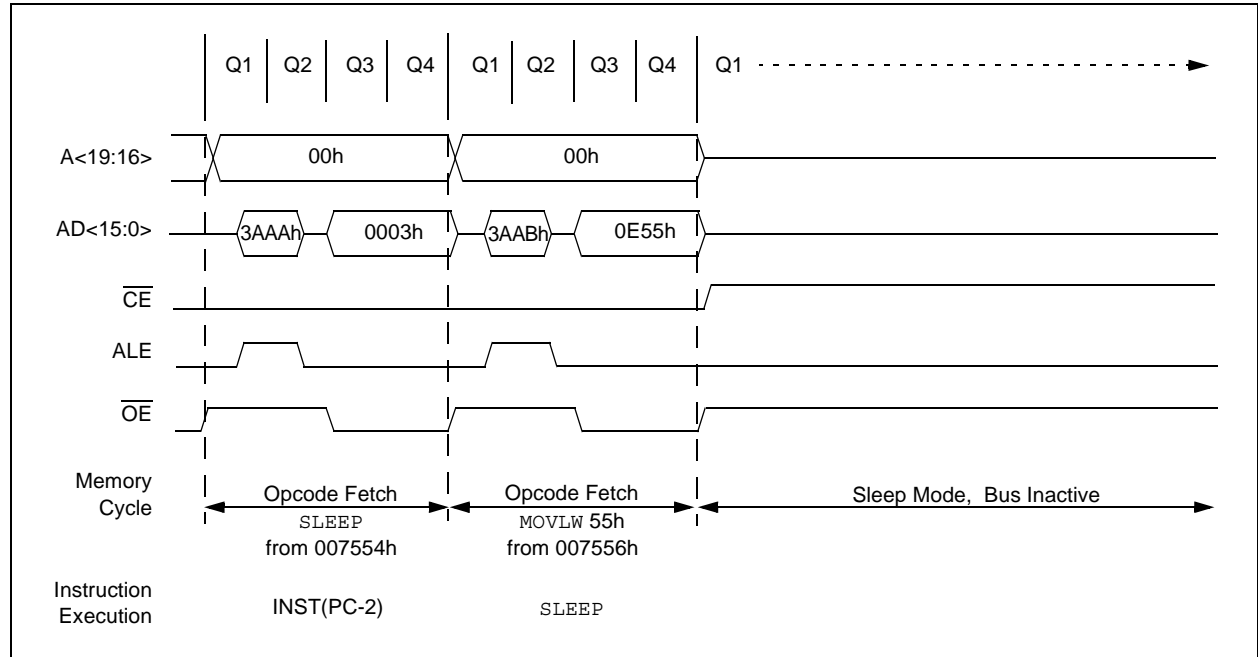 Q1 Q2 Q3 Q4 Q1 Q2 Q3 Q4 Q1
A<19:16> 00h 00h
AD<15:0> 3AAAh 0003h 3AABh 0E55h
CE
ALE
OE
Memory
Cycle
Opcode Fetch
SLEEP
from 007554h
Opcode Fetch
MOVLW 55h
from 007556h
Sleep Mode, Bus Inactive
Instruction
Execution
INST(PC-2) SLEEP